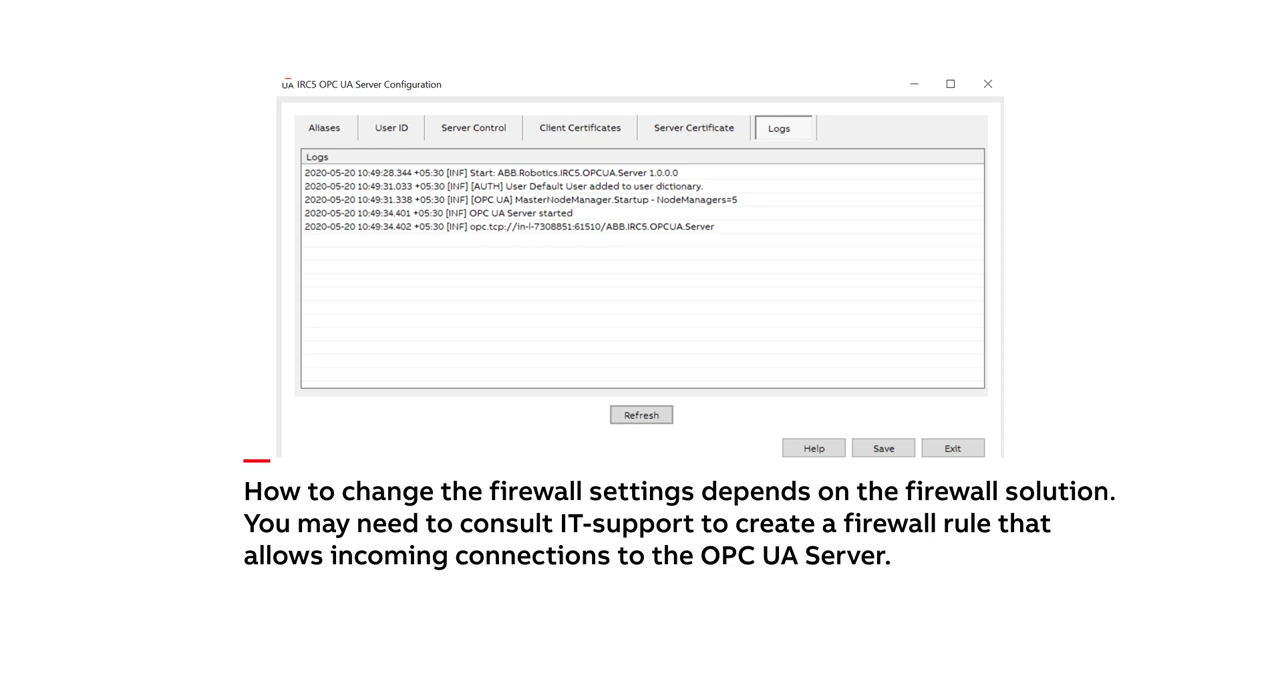 UA IRC5 OPC UA Server Configuration
Aliases User ID Server Control Client Certificates Server Certificate Logs
Logs
2020-05-20 10:49:28.344 +05:30 [INF] Start: ABB.Robotics.IRC5.OPCUA.Server 1.0.0.0
2020-05-20 10:49:31.033 +05:30 [INF] [AUTH] User Default User added to user dictionary.
2020-05-20 10:49:31.338 +05:30 [INF] [OPC UA] MasterNodeManager.Startup - NodeManagers=5
2020-05-20 10:49:34.401 +05:30 [INF] OPC UA Server started
2020-05-20 10:49:34.402 +05:30 [INF] opc.tcp://in-l-7308851:61510/ABB.IRC5.OPCUA.Server
Refresh
Help Save Exit
How to change the firewall settings depends on the firewall solution.
You may need to consult IT-support to create a firewall rule that
allows incoming connections to the OPC UA Server.